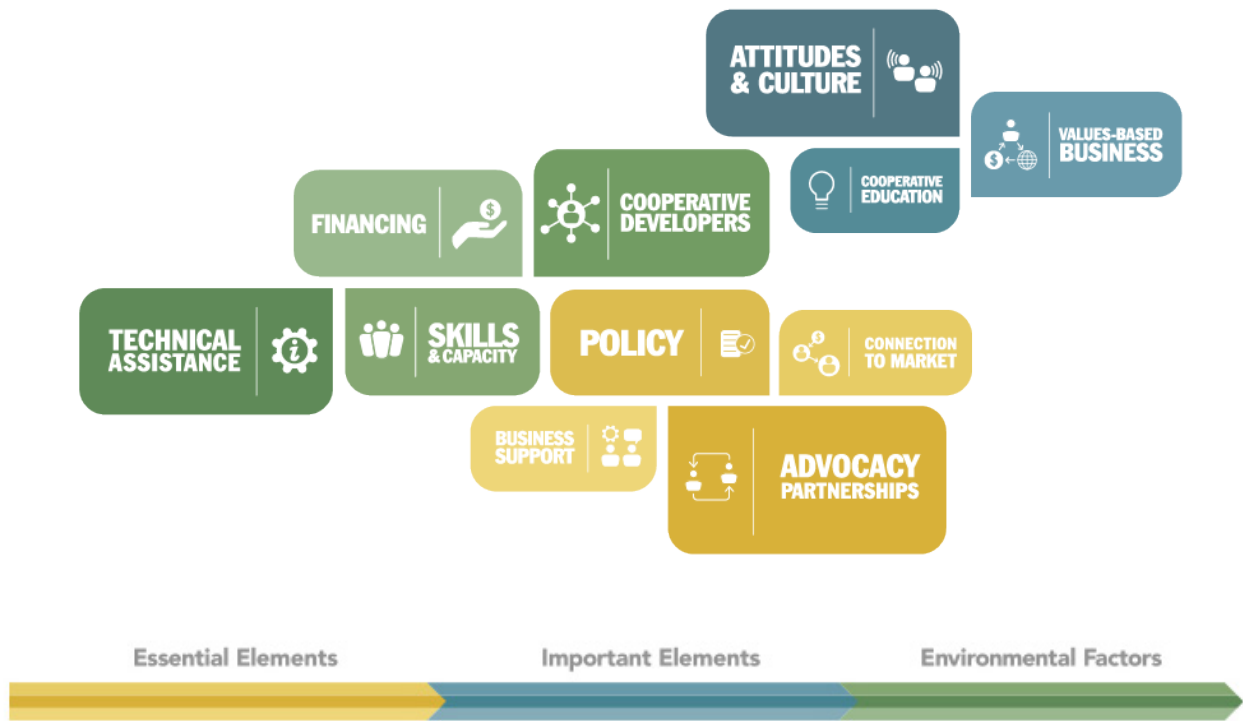 ATTITUDES
& CULTURE
VALUES-BASED
BUSINESS
COOPERATIVE
EDUCATION
FINANCING
$
COOPERATIVE
DEVELOPERS
TECHNICAL
ASSISTANCE
i
SKILLS
& CAPACITY
POLICY
CONNECTION
TO MARKET
BUSINESS
SUPPORT
ADVOCACY
PARTNERSHIPS
Essential Elements
Important Elements
Environmental Factors